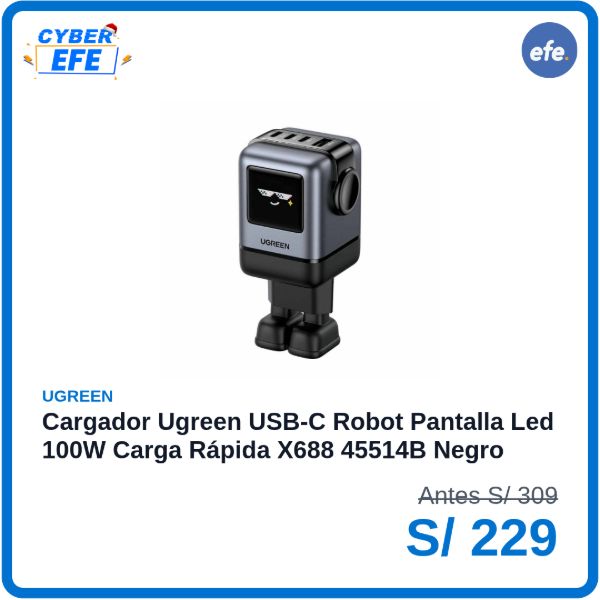 CYBER
EFE
efe.
UGREEN
UGREEN
Cargador Ugreen USB-C Robot Pantalla Led
100W Carga Rápida X688 45514B Negro
Antes S/ 309
S/ 229